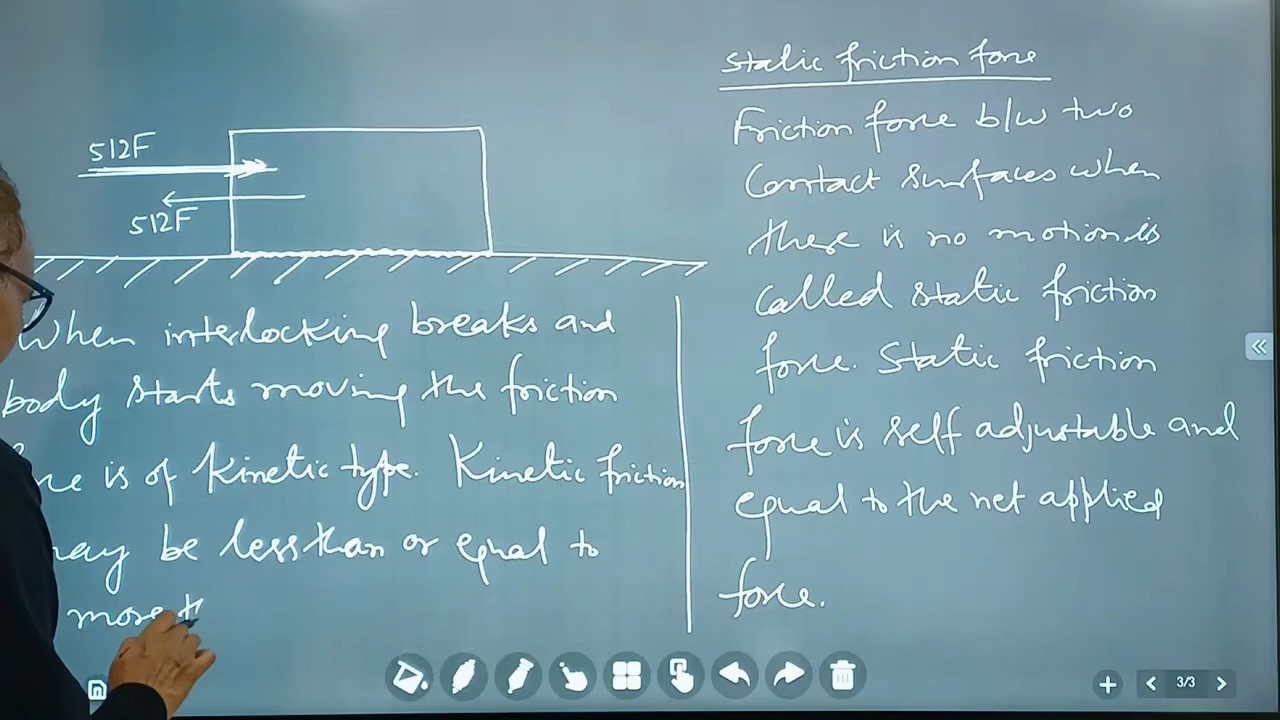 512F
512F
When interlocking breaks and
body starts moving the friction
is of Kinetic type. Kinetic friction
be less than or equal to
more
Static friction force
Friction force b/w two
Contact surfaces when
there is no motion is
called static friction
force. Static friction
force is self adjustable and
equal to the net applied
force.
3/3